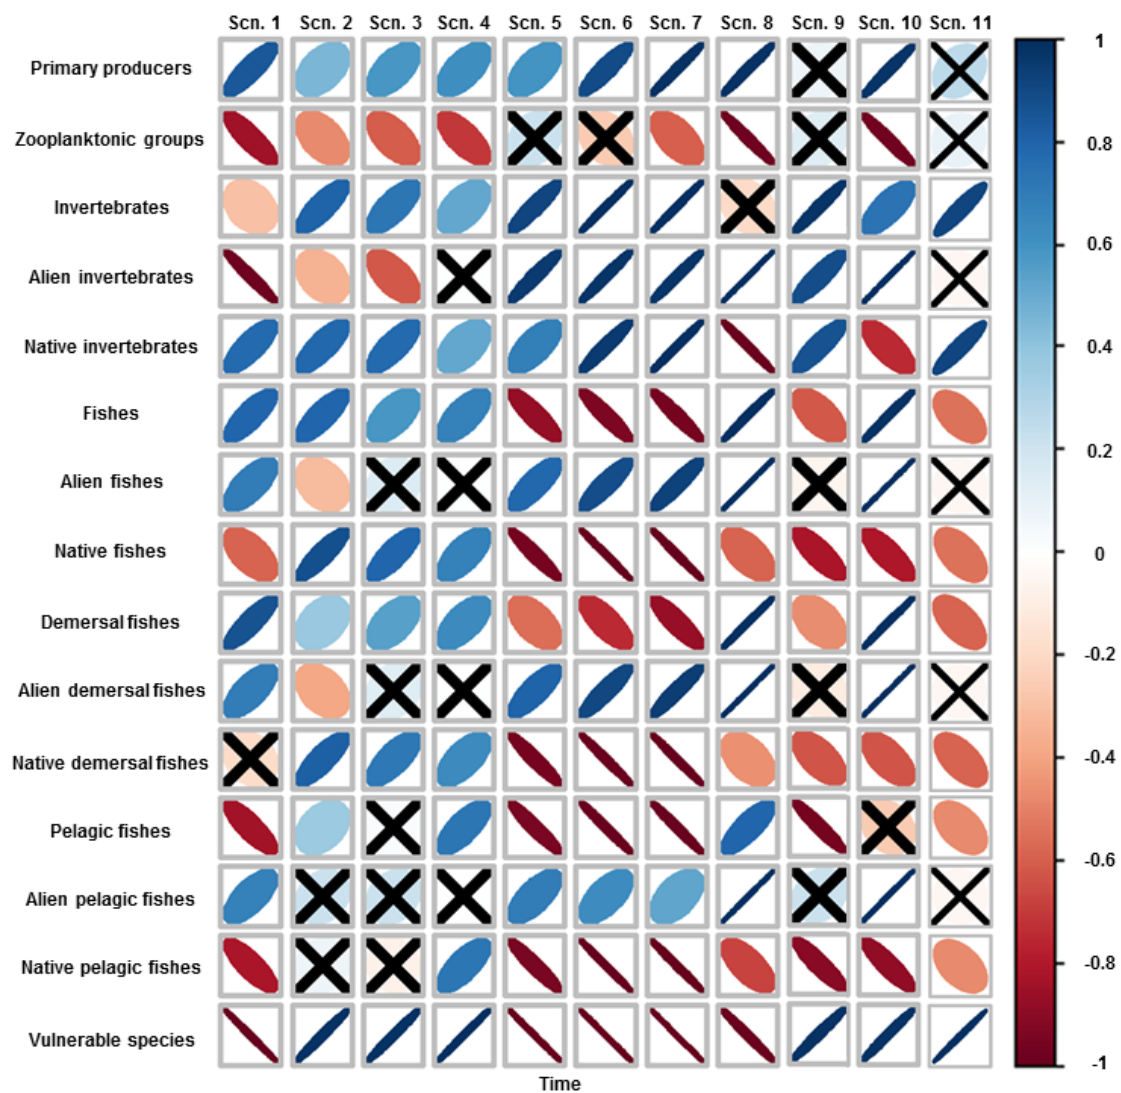 Scn. 1 Scn. 2 Scn. 3 Scn. 4 Scn. 5 Scn. 6 Scn. 7 Scn. 8 Scn. 9 Scn. 10 Scn. 11
Primary producers
Zooplanktonic groups
Invertebrates
Alien invertebrates
Native invertebrates
Fishes
Alien fishes
Native fishes
Demersal fishes
Alien demersal fishes
Native demersal fishes
Pelagic fishes
Alien pelagic fishes
Native pelagic fishes
Vulnerable species
Time
1
0.8
0.6
0.4
0.2
0
-0.2
-0.4
-0.6
-0.8
-1